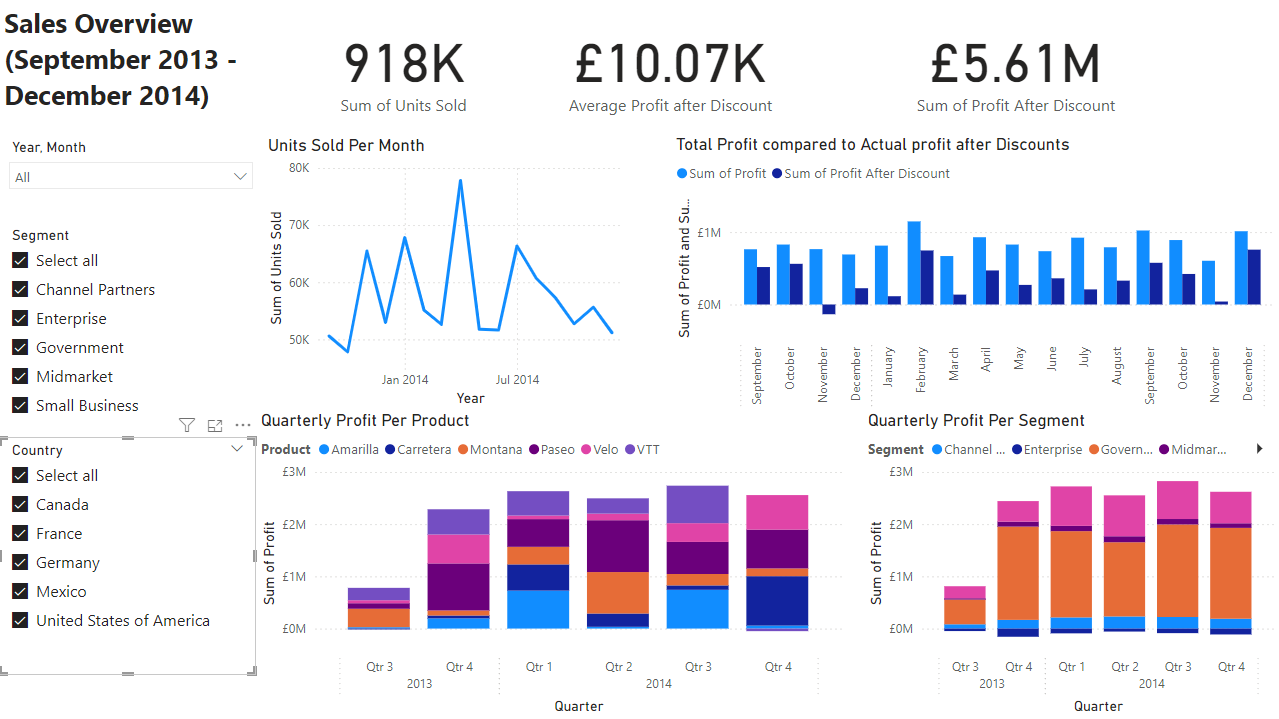 Sales Overview
(September 2013 -
December 2014)
918K
Sum of Units Sold
£10.07K
Average Profit after Discount
£5.61M
Sum of Profit After Discount
Year, Month
All
Segment
Select all
Channel Partners
Enterprise
Government
Midmarket
Small Business
Country
Select all
Canada
France
Germany
Mexico
United States of America
Units Sold Per Month
Sum of Units Sold
80K
70K
60K
50K
Jan 2014 Jul 2014
Year
Total Profit compared to Actual profit after Discounts
Sum of Profit Sum of Profit After Discount
Sum of Profit and Su...
£1M
£0M
September October November December January February March April May June July August September October November December
Quarterly Profit Per Product
Product Amarilla Carretera Montana Paseo Velo VTT
Sum of Profit
£3M
£2M
£1M
£0M
Qtr 3 Qtr 4 Qtr 1 Qtr 2 Qtr 3 Qtr 4
2013 2014
Quarter
Quarterly Profit Per Segment
Segment Channel ... Enterprise Govern... Midmar...
Sum of Profit
£3M
£2M
£1M
£0M
Qtr 3 Qtr 4 Qtr 1 Qtr 2 Qtr 3 Qtr 4
2013 2014
Quarter